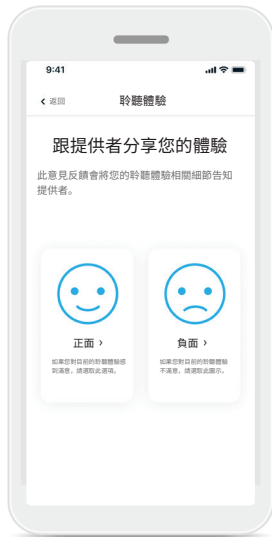 9:41
返回
聆聽體驗
跟提供者分享您的體驗
此意見反饋會將您的聆聽體驗相關細節告知
提供者。
正面
負面
如果您對目前的聆聽體驗感
到滿意，請選取此選項。
如果您對目前的聆聽體驗
不滿意，請選取此圖示。